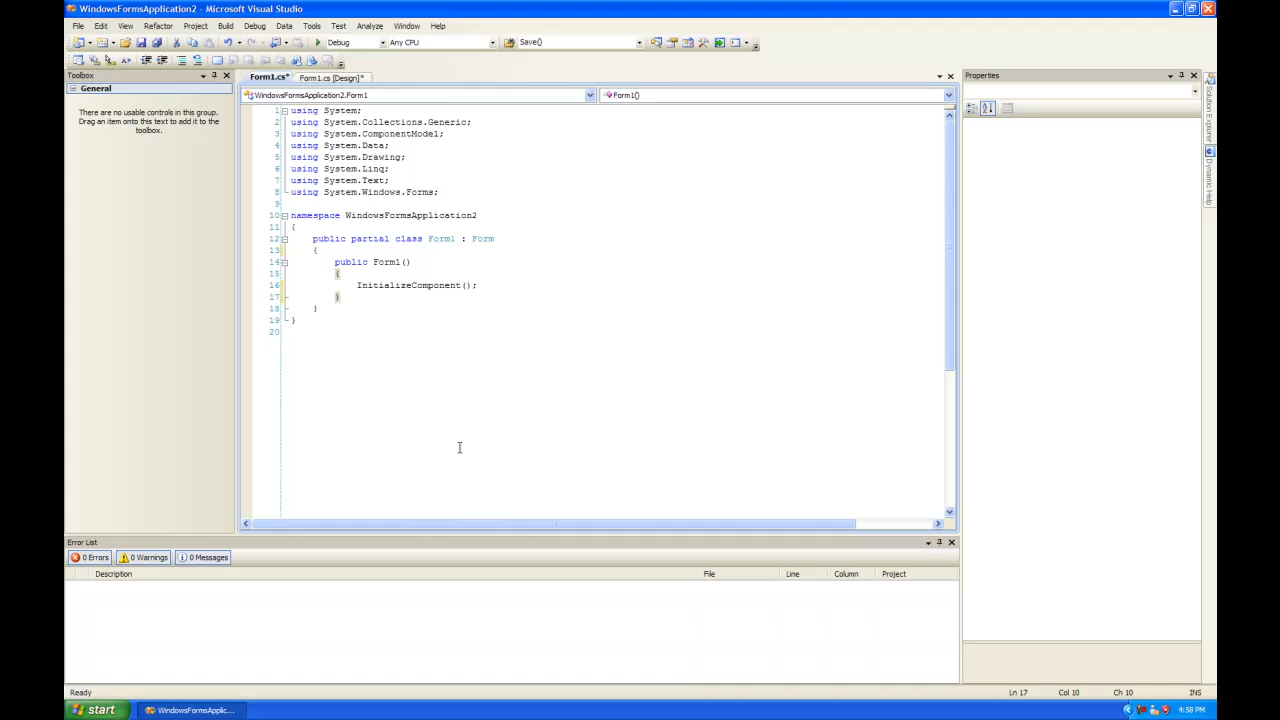 WindowsFormsApplication2 - Microsoft Visual Studio
File Edit View Refactor Project Build Debug Data Tools Test Analyze Window Help
Debug Any CPU Save()
Toolbox
General
There are no usable controls in this group.
Drag an item onto this text to add it to the
toolbox.
Form1.cs* Form1.cs [Design]*
WindowsFormsApplication2.Form1 Form1()
1 using System;
2 using System.Collections.Generic;
3 using System.ComponentModel;
4 using System.Data;
5 using System.Drawing;
6 using System.Linq;
7 using System.Text;
8 using System.Windows.Forms;
9
10 namespace WindowsFormsApplication2
11 {
12 public partial class Form1 : Form
13 {
14 public Form1()
15 {
16 InitializeComponent();
17 }
18 }
19 }
20
Properties
Solution Explorer
Dynamic Help
Error List
0 Errors 0 Warnings 0 Messages
Description File Line Column Project
Ready Ln 17 Col 10 Ch 10 INS
start WindowsFormsApplic... 4:58 PM